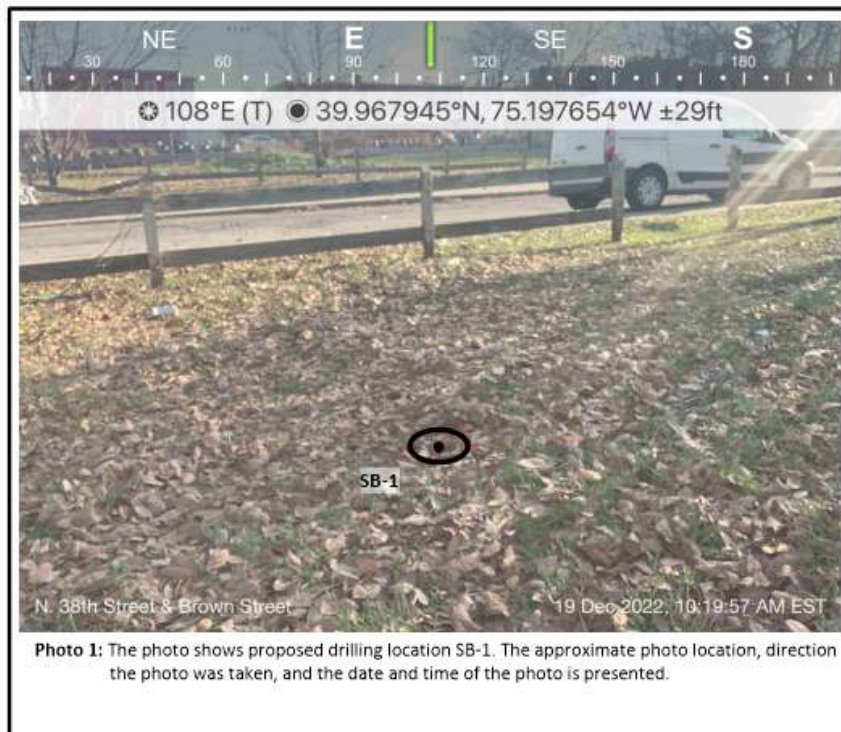 NE E SE S
30 60 90 120 150 180
108°E (T) 39.967945°N, 75.197654°W ±29ft
SB-1
N. 38th Street & Brown Street 19 Dec 2022, 10:19:57 AM EST
Photo 1: The photo shows proposed drilling location SB-1. The approximate photo location, direction
the photo was taken, and the date and time of the photo is presented.